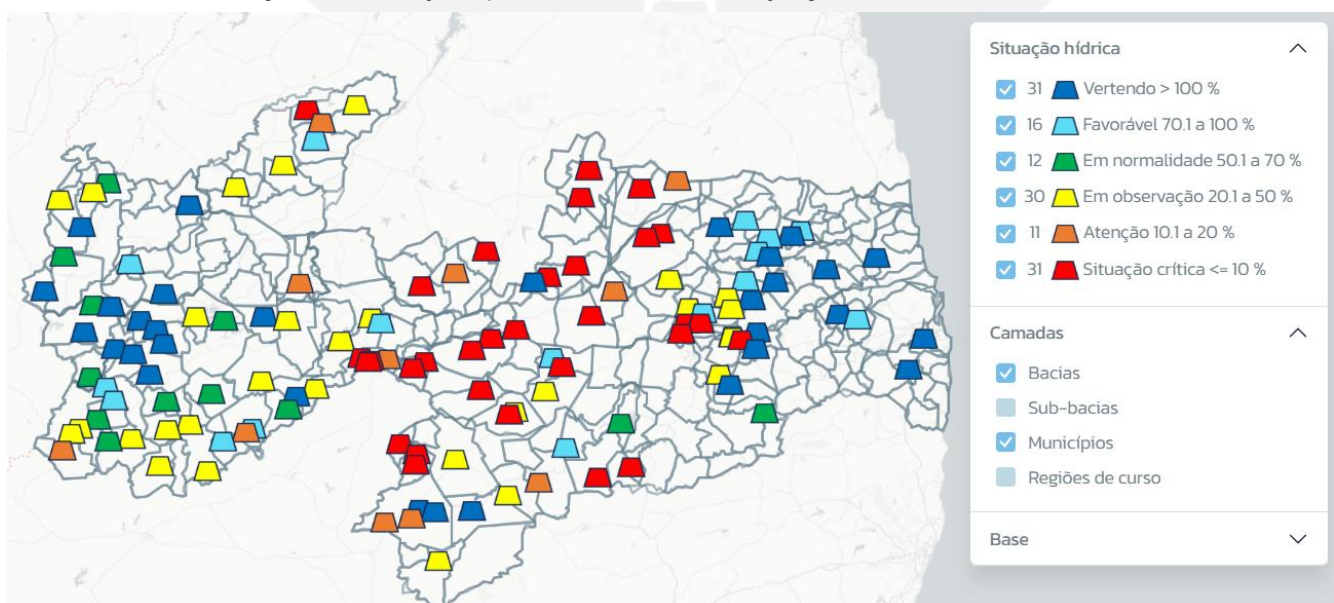 Situação hídrica
31 Vertendo > 100 %
16 Favorável 70.1 a 100 %
12 Em normalidade 50.1 a 70 %
30 Em observação 20.1 a 50 %
11 Atenção 10.1 a 20 %
31 Situação crítica <= 10 %
Camadas
Bacias
Sub-bacias
Municípios
Regiões de curso
Base